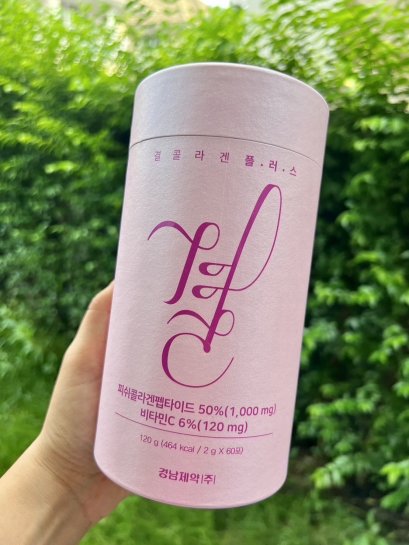 결 콜 라 겐 플 . 러 . 스
결
피쉬콜라겐펩타이드 50%(1,000 mg)
비타민C 6%(120 mg)
120 g (464 kcal / 2 g X 60포)
경남제약(주)